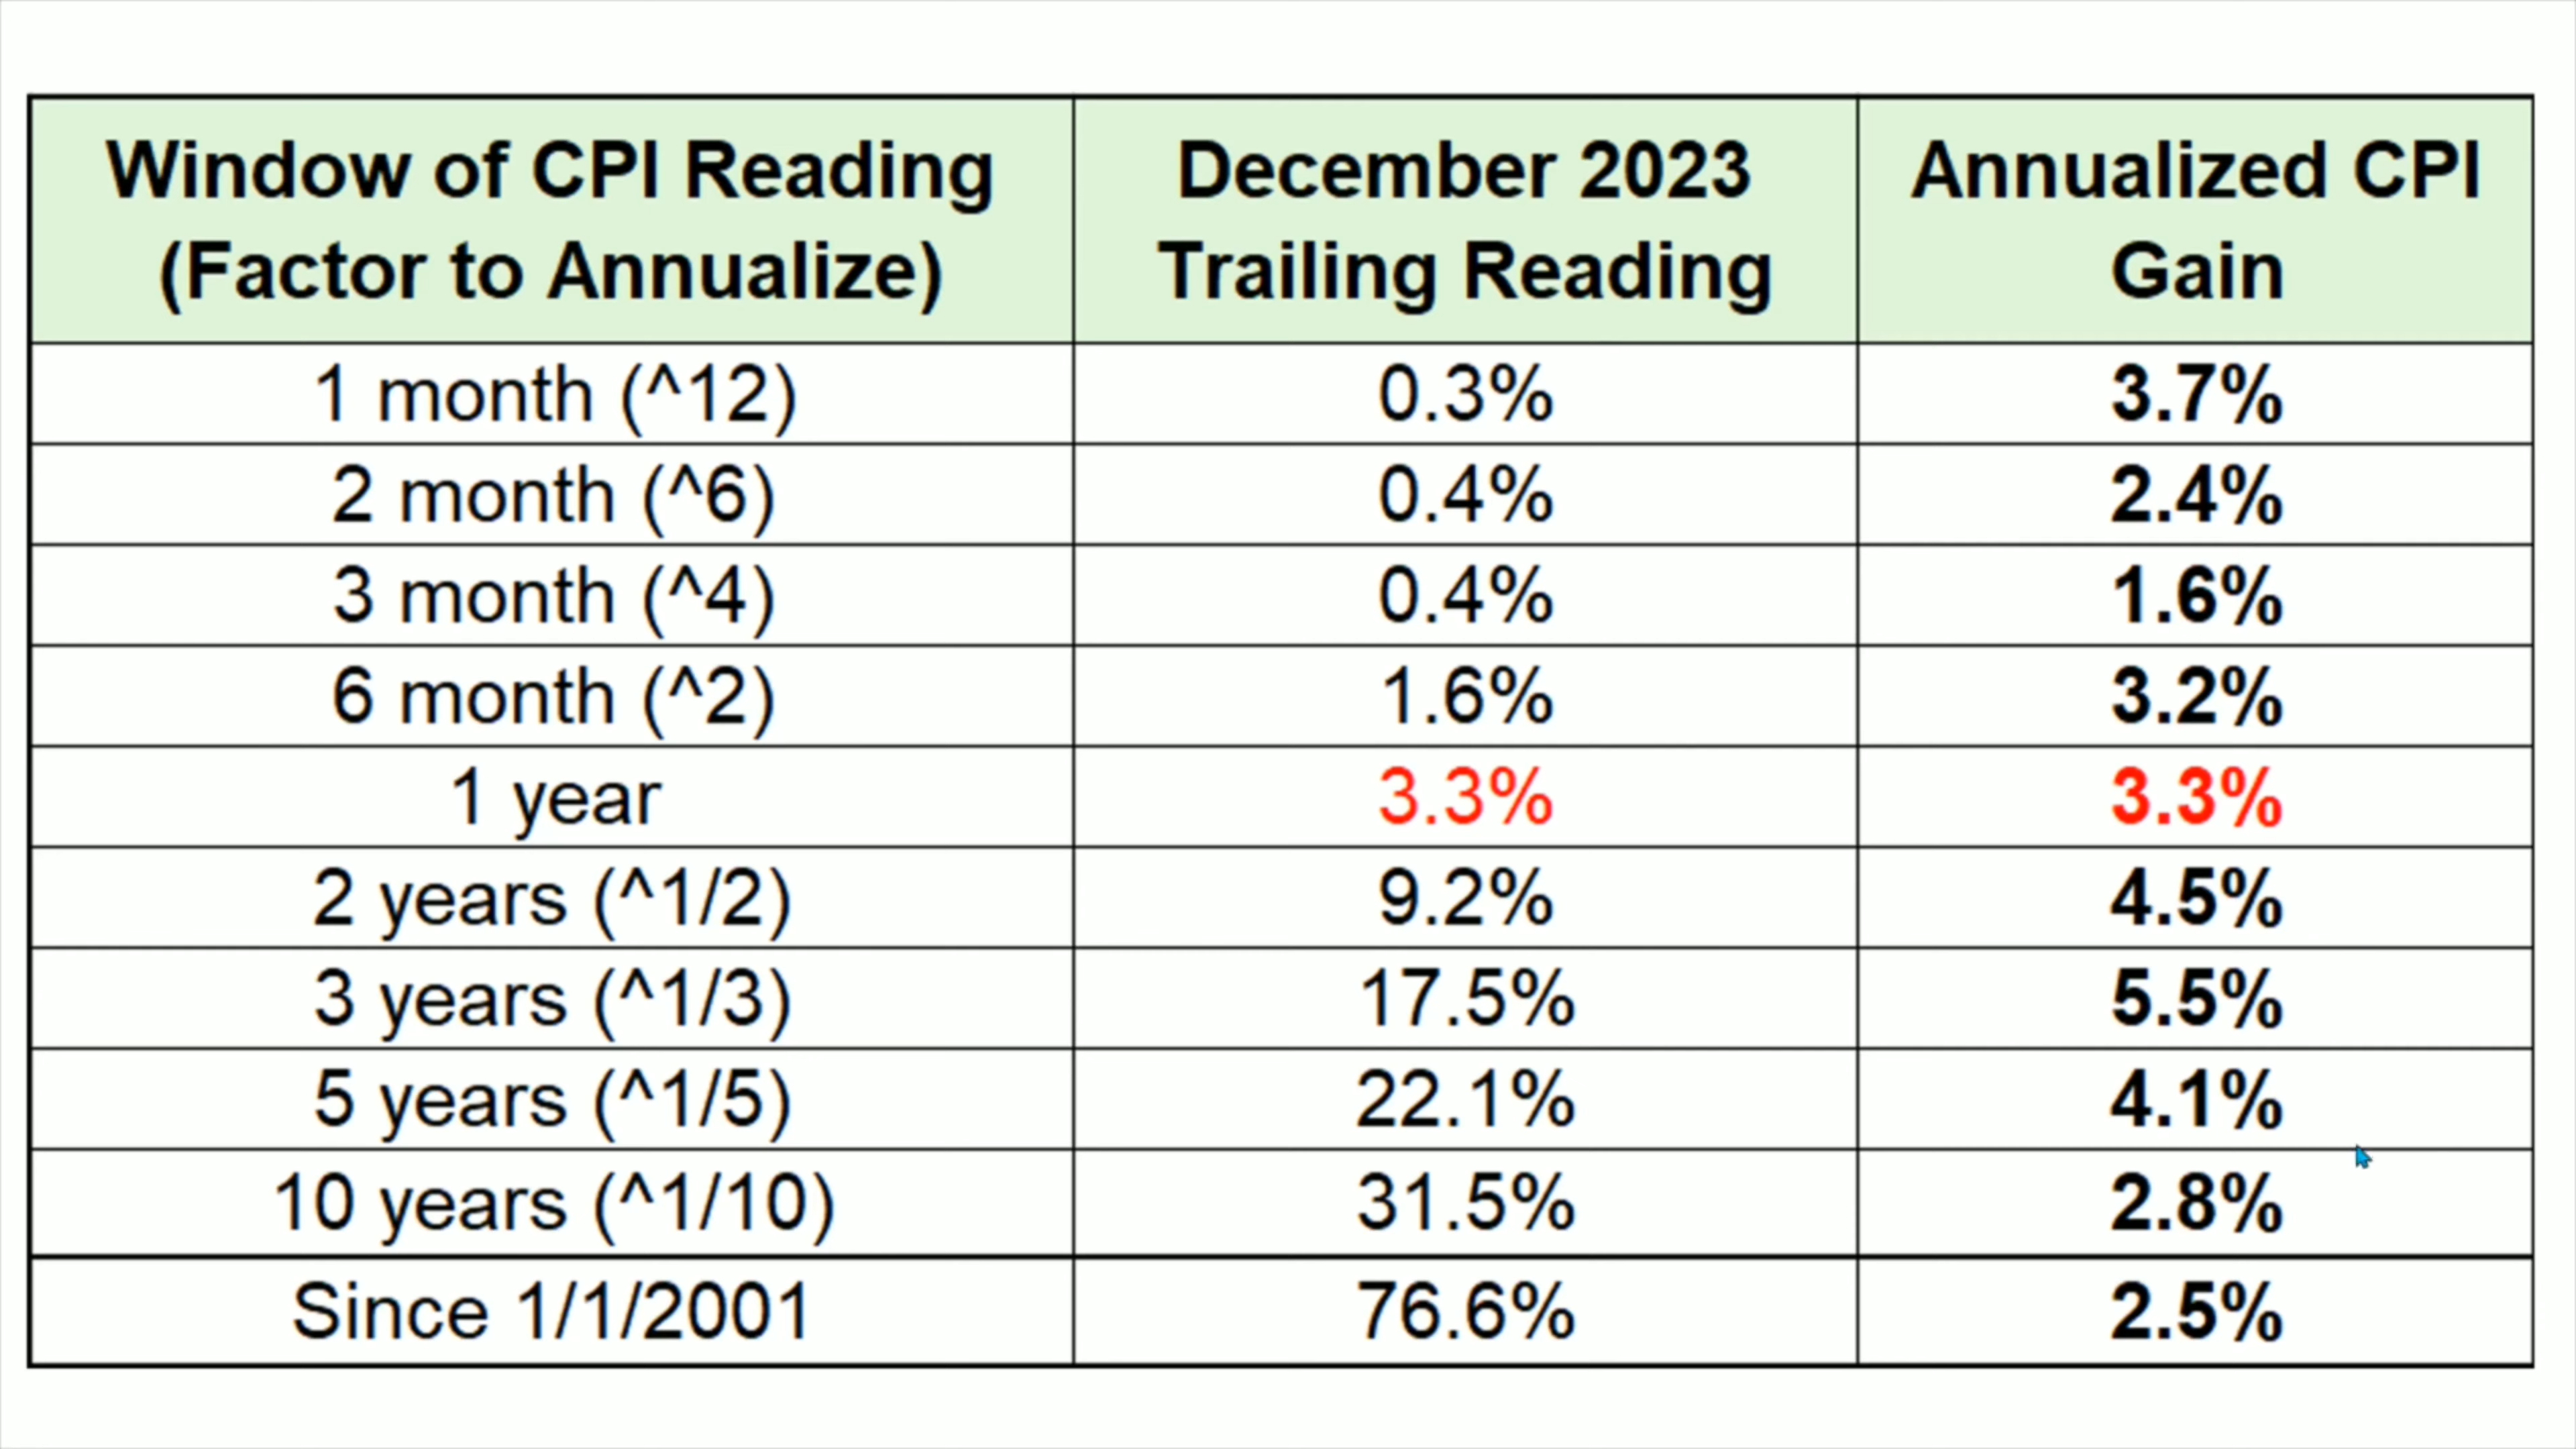 Window of CPI Reading
(Factor to Annualize)
December 2023
Trailing Reading
Annualized CPI
Gain
1 month (^12) 0.3% 3.7%
2 month (^6) 0.4% 2.4%
3 month (^4) 0.4% 1.6%
6 month (^2) 1.6% 3.2%
1 year 3.3% 3.3%
2 years (^1/2) 9.2% 4.5%
3 years (^1/3) 17.5% 5.5%
5 years (^1/5) 22.1% 4.1%
10 years (^1/10) 31.5% 2.8%
Since 1/1/2001 76.6% 2.5%